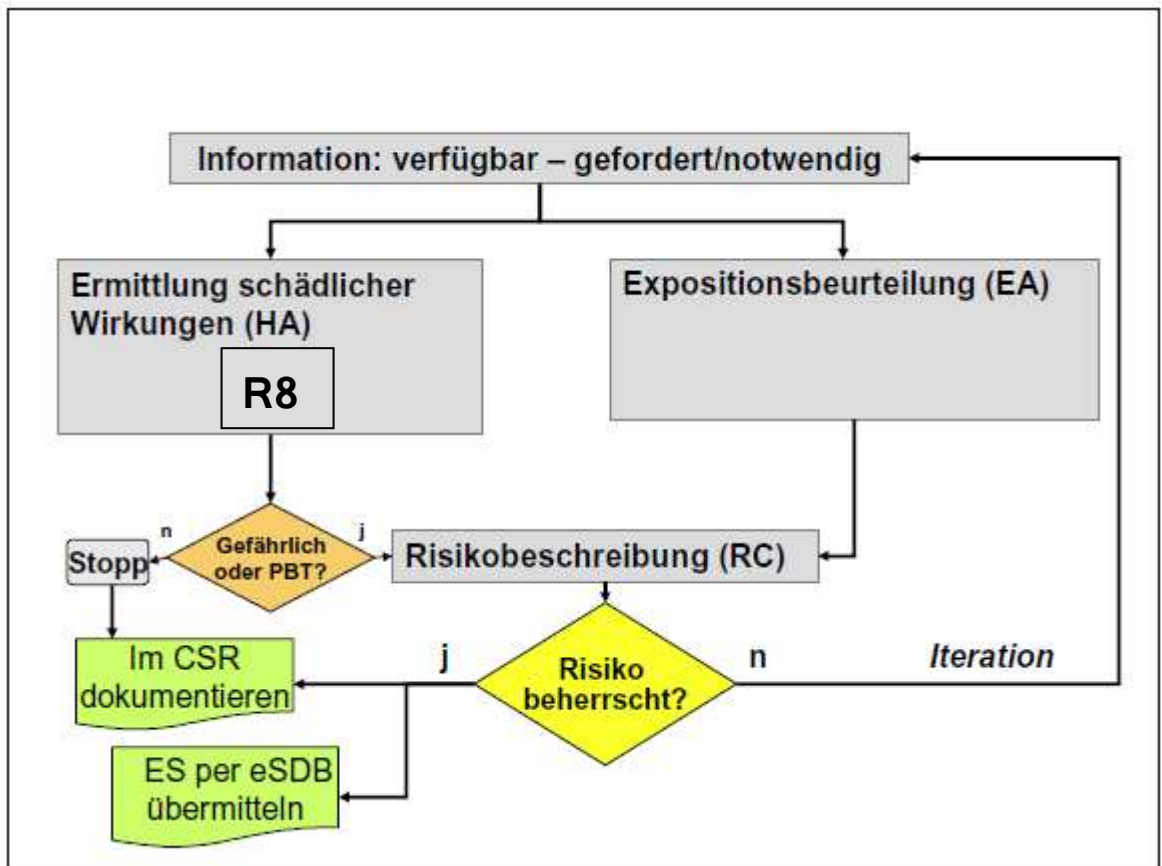 Information: verfügbar – gefordert/notwendig
Ermittlung schädlicher
Wirkungen (HA)
R8
Expositionsbeurteilung (EA)
n
j
Gefährlich
oder PBT?
Stopp
Risikobeschreibung (RC)
Im CSR
dokumentieren
j
Risiko
beherrscht?
n
Iteration
ES per eSDB
übermitteln